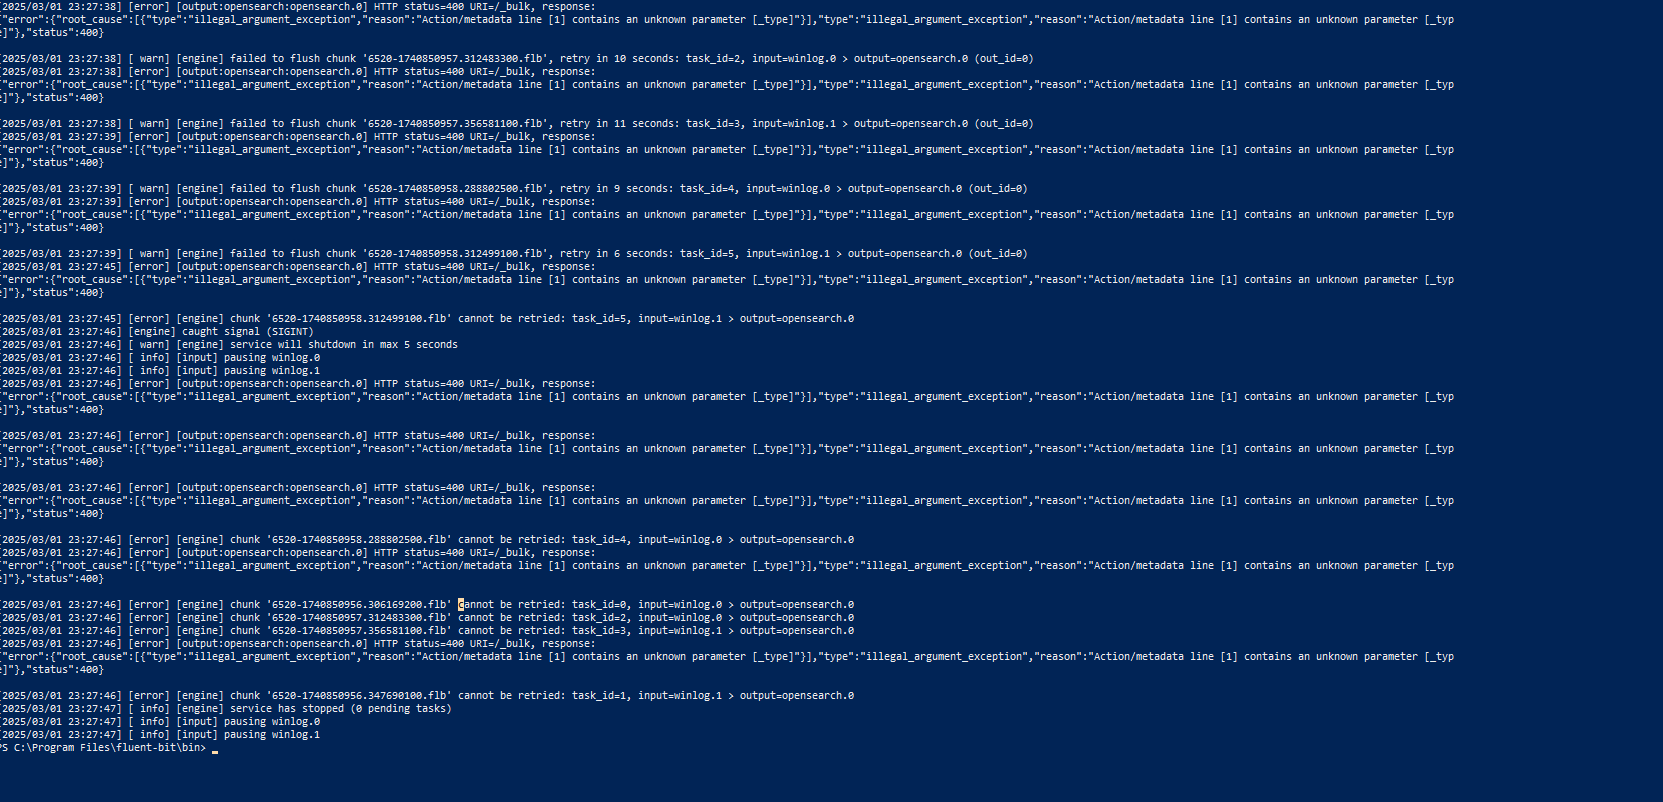 [2025/03/01 23:27:38] [error] [output:opensearch:opensearch.0] HTTP status=400 URI=/_bulk, response:
{"error":{"root_cause":[{"type":"illegal_argument_exception","reason":"Action/metadata line [1] contains an unknown parameter [_type]"}],"type":"illegal_argument_exception","reason":"Action/metadata line [1] contains an unknown parameter [_typ
e]"},"status":400}
[2025/03/01 23:27:38] [ warn] [engine] failed to flush chunk '6520-1740850957.312483300.flb', retry in 10 seconds: task_id=2, input=winlog.0 > output=opensearch.0 (out_id=0)
[2025/03/01 23:27:38] [error] [output:opensearch:opensearch.0] HTTP status=400 URI=/_bulk, response:
{"error":{"root_cause":[{"type":"illegal_argument_exception","reason":"Action/metadata line [1] contains an unknown parameter [_type]"}],"type":"illegal_argument_exception","reason":"Action/metadata line [1] contains an unknown parameter [_typ
e]"},"status":400}
[2025/03/01 23:27:38] [ warn] [engine] failed to flush chunk '6520-1740850957.356581100.flb', retry in 11 seconds: task_id=3, input=winlog.1 > output=opensearch.0 (out_id=0)
[2025/03/01 23:27:39] [error] [output:opensearch:opensearch.0] HTTP status=400 URI=/_bulk, response:
{"error":{"root_cause":[{"type":"illegal_argument_exception","reason":"Action/metadata line [1] contains an unknown parameter [_type]"}],"type":"illegal_argument_exception","reason":"Action/metadata line [1] contains an unknown parameter [_typ
e]"},"status":400}
[2025/03/01 23:27:39] [ warn] [engine] failed to flush chunk '6520-1740850958.288802500.flb', retry in 9 seconds: task_id=4, input=winlog.0 > output=opensearch.0 (out_id=0)
[2025/03/01 23:27:39] [error] [output:opensearch:opensearch.0] HTTP status=400 URI=/_bulk, response:
{"error":{"root_cause":[{"type":"illegal_argument_exception","reason":"Action/metadata line [1] contains an unknown parameter [_type]"}],"type":"illegal_argument_exception","reason":"Action/metadata line [1] contains an unknown parameter [_typ
e]"},"status":400}
[2025/03/01 23:27:39] [ warn] [engine] failed to flush chunk '6520-1740850958.312499100.flb', retry in 6 seconds: task_id=5, input=winlog.1 > output=opensearch.0 (out_id=0)
[2025/03/01 23:27:45] [error] [output:opensearch:opensearch.0] HTTP status=400 URI=/_bulk, response:
{"error":{"root_cause":[{"type":"illegal_argument_exception","reason":"Action/metadata line [1] contains an unknown parameter [_type]"}],"type":"illegal_argument_exception","reason":"Action/metadata line [1] contains an unknown parameter [_typ
e]"},"status":400}
[2025/03/01 23:27:45] [error] [engine] chunk '6520-1740850958.312499100.flb' cannot be retried: task_id=5, input=winlog.1 > output=opensearch.0
[2025/03/01 23:27:46] [engine] caught signal (SIGINT)
[2025/03/01 23:27:46] [ warn] [engine] service will shutdown in max 5 seconds
[2025/03/01 23:27:46] [ info] [input] pausing winlog.0
[2025/03/01 23:27:46] [ info] [input] pausing winlog.1
[2025/03/01 23:27:46] [error] [output:opensearch:opensearch.0] HTTP status=400 URI=/_bulk, response:
{"error":{"root_cause":[{"type":"illegal_argument_exception","reason":"Action/metadata line [1] contains an unknown parameter [_type]"}],"type":"illegal_argument_exception","reason":"Action/metadata line [1] contains an unknown parameter [_typ
e]"},"status":400}
[2025/03/01 23:27:46] [error] [output:opensearch:opensearch.0] HTTP status=400 URI=/_bulk, response:
{"error":{"root_cause":[{"type":"illegal_argument_exception","reason":"Action/metadata line [1] contains an unknown parameter [_type]"}],"type":"illegal_argument_exception","reason":"Action/metadata line [1] contains an unknown parameter [_typ
e]"},"status":400}
[2025/03/01 23:27:46] [error] [output:opensearch:opensearch.0] HTTP status=400 URI=/_bulk, response:
{"error":{"root_cause":[{"type":"illegal_argument_exception","reason":"Action/metadata line [1] contains an unknown parameter [_type]"}],"type":"illegal_argument_exception","reason":"Action/metadata line [1] contains an unknown parameter [_typ
e]"},"status":400}
[2025/03/01 23:27:46] [error] [engine] chunk '6520-1740850958.288802500.flb' cannot be retried: task_id=4, input=winlog.0 > output=opensearch.0
[2025/03/01 23:27:46] [error] [output:opensearch:opensearch.0] HTTP status=400 URI=/_bulk, response:
{"error":{"root_cause":[{"type":"illegal_argument_exception","reason":"Action/metadata line [1] contains an unknown parameter [_type]"}],"type":"illegal_argument_exception","reason":"Action/metadata line [1] contains an unknown parameter [_typ
e]"},"status":400}
[2025/03/01 23:27:46] [error] [engine] chunk '6520-1740850956.306169200.flb' cannot be retried: task_id=0, input=winlog.0 > output=opensearch.0
[2025/03/01 23:27:46] [error] [engine] chunk '6520-1740850957.312483300.flb' cannot be retried: task_id=2, input=winlog.0 > output=opensearch.0
[2025/03/01 23:27:46] [error] [engine] chunk '6520-1740850957.356581100.flb' cannot be retried: task_id=3, input=winlog.1 > output=opensearch.0
[2025/03/01 23:27:46] [error] [output:opensearch:opensearch.0] HTTP status=400 URI=/_bulk, response:
{"error":{"root_cause":[{"type":"illegal_argument_exception","reason":"Action/metadata line [1] contains an unknown parameter [_type]"}],"type":"illegal_argument_exception","reason":"Action/metadata line [1] contains an unknown parameter [_typ
e]"},"status":400}
[2025/03/01 23:27:46] [error] [engine] chunk '6520-1740850956.347690100.flb' cannot be retried: task_id=1, input=winlog.1 > output=opensearch.0
[2025/03/01 23:27:47] [ info] [engine] service has stopped (0 pending tasks)
[2025/03/01 23:27:47] [ info] [input] pausing winlog.0
[2025/03/01 23:27:47] [ info] [input] pausing winlog.1
PS C:\Program Files\fluent-bit\bin>